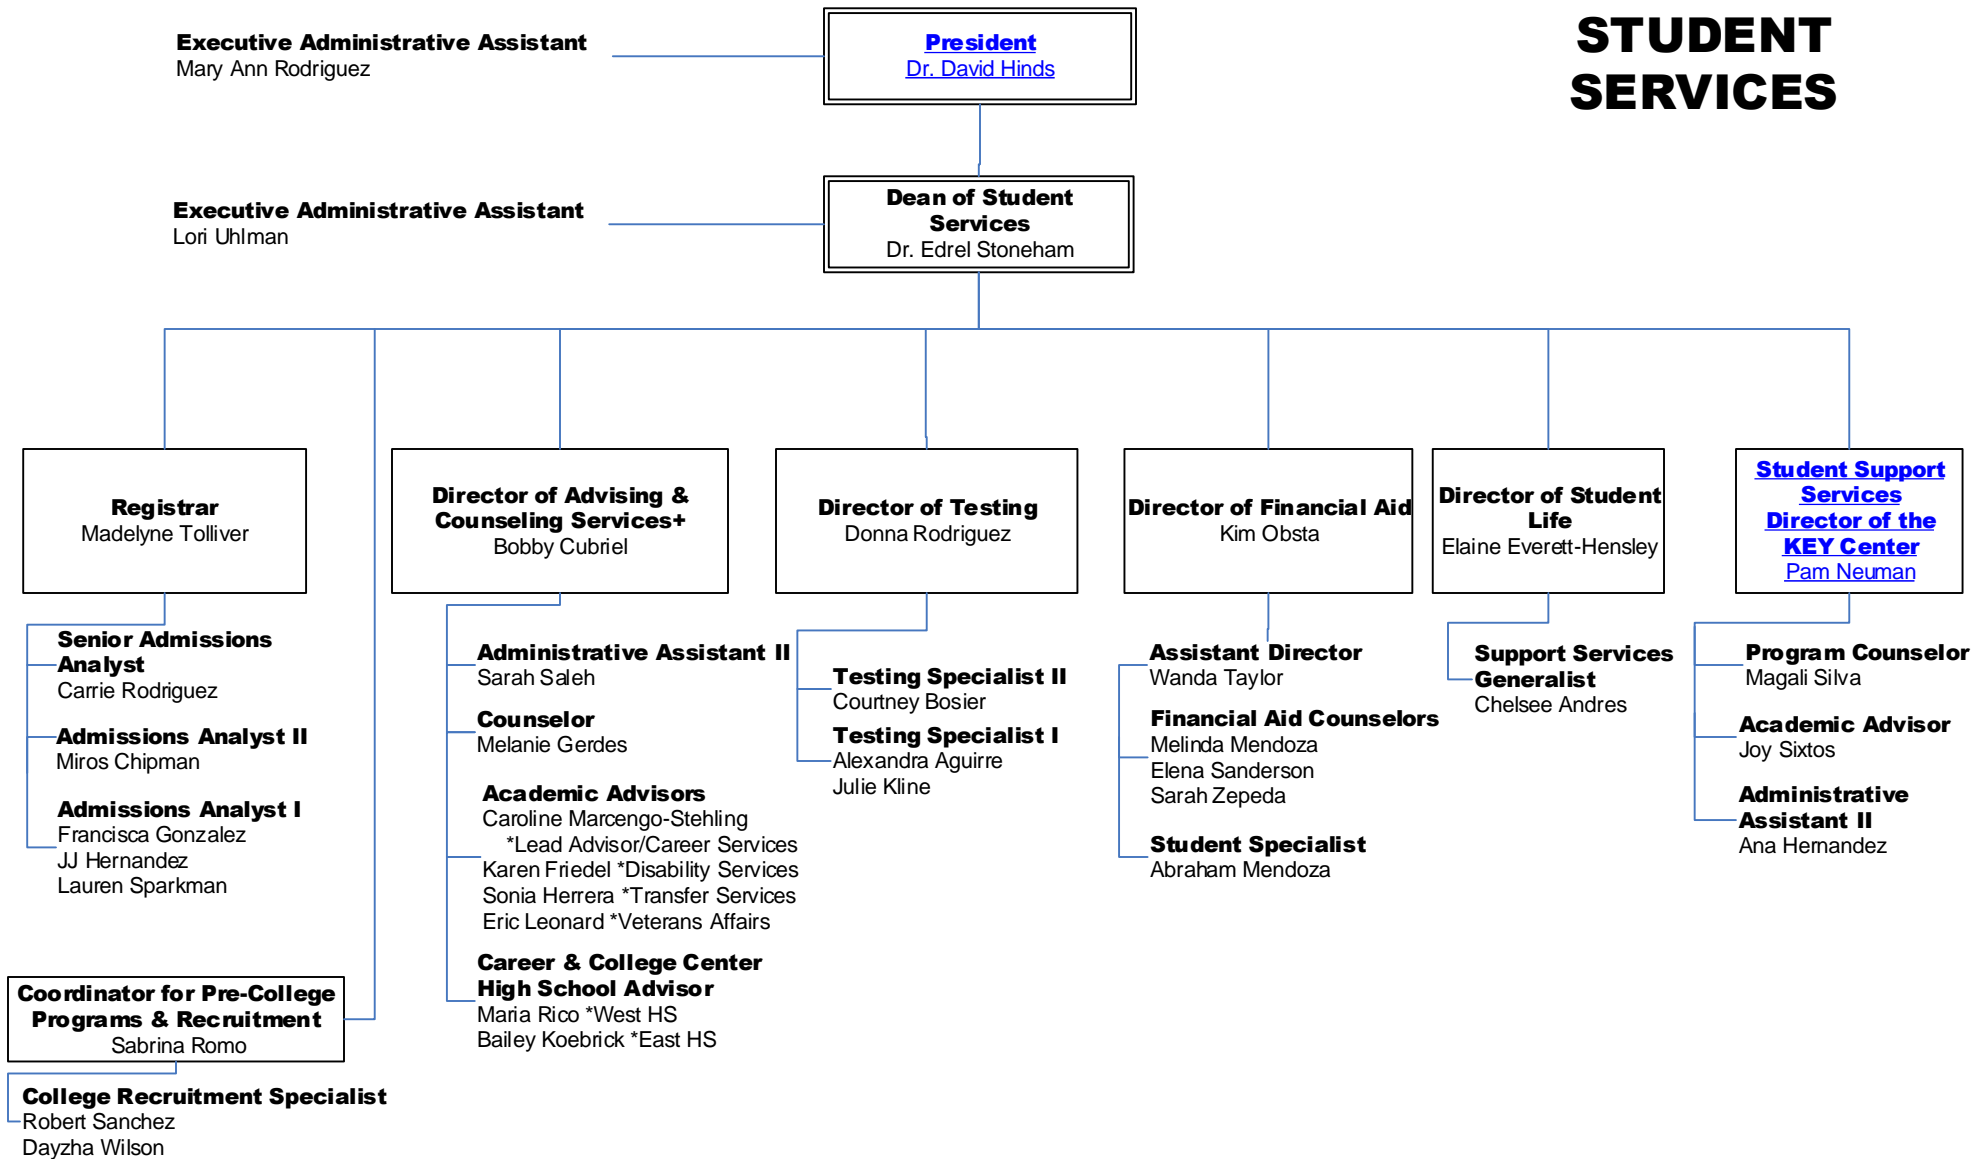 STUDENT
SERVICES
Executive Administrative Assistant
Mary Ann Rodriguez
President
Dr. David Hinds
Executive Administrative Assistant
Lori Uhlman
Dean of Student
Services
Dr. Edrel Stoneham
Registrar
Madelyne Tolliver
Senior Admissions
Analyst
Carrie Rodriguez
Admissions Analyst II
Miros Chipman
Admissions Analyst I
Francisca Gonzalez
JJ Hernandez
Lauren Sparkman
Coordinator for Pre-College
Programs & Recruitment
Sabrina Romo
College Recruitment Specialist
Robert Sanchez
Dayzha Wilson
Director of Advising &
Counseling Services+
Bobby Cubriel
Administrative Assistant II
Sarah Saleh
Counselor
Melanie Gerdes
Academic Advisors
Caroline Marcengo-Stehling
*Lead Advisor/Career Services
Karen Friedel *Disability Services
Sonia Herrera *Transfer Services
Eric Leonard *Veterans Affairs
Career & College Center
High School Advisor
Maria Rico *West HS
Bailey Koebrick *East HS
Director of Testing
Donna Rodriguez
Testing Specialist II
Courtney Bosier
Testing Specialist I
Alexandra Aguirre
Julie Kline
Director of Financial Aid
Kim Obsta
Assistant Director
Wanda Taylor
Financial Aid Counselors
Melinda Mendoza
Elena Sanderson
Sarah Zepeda
Student Specialist
Abraham Mendoza
Director of Student
Life
Elaine Everett-Hensley
Support Services
Generalist
Chelsee Andres
Student Support
Services
Director of the
KEY Center
Pam Neuman
Program Counselor
Magali Silva
Academic Advisor
Joy Sixtos
Administrative
Assistant II
Ana Hernandez